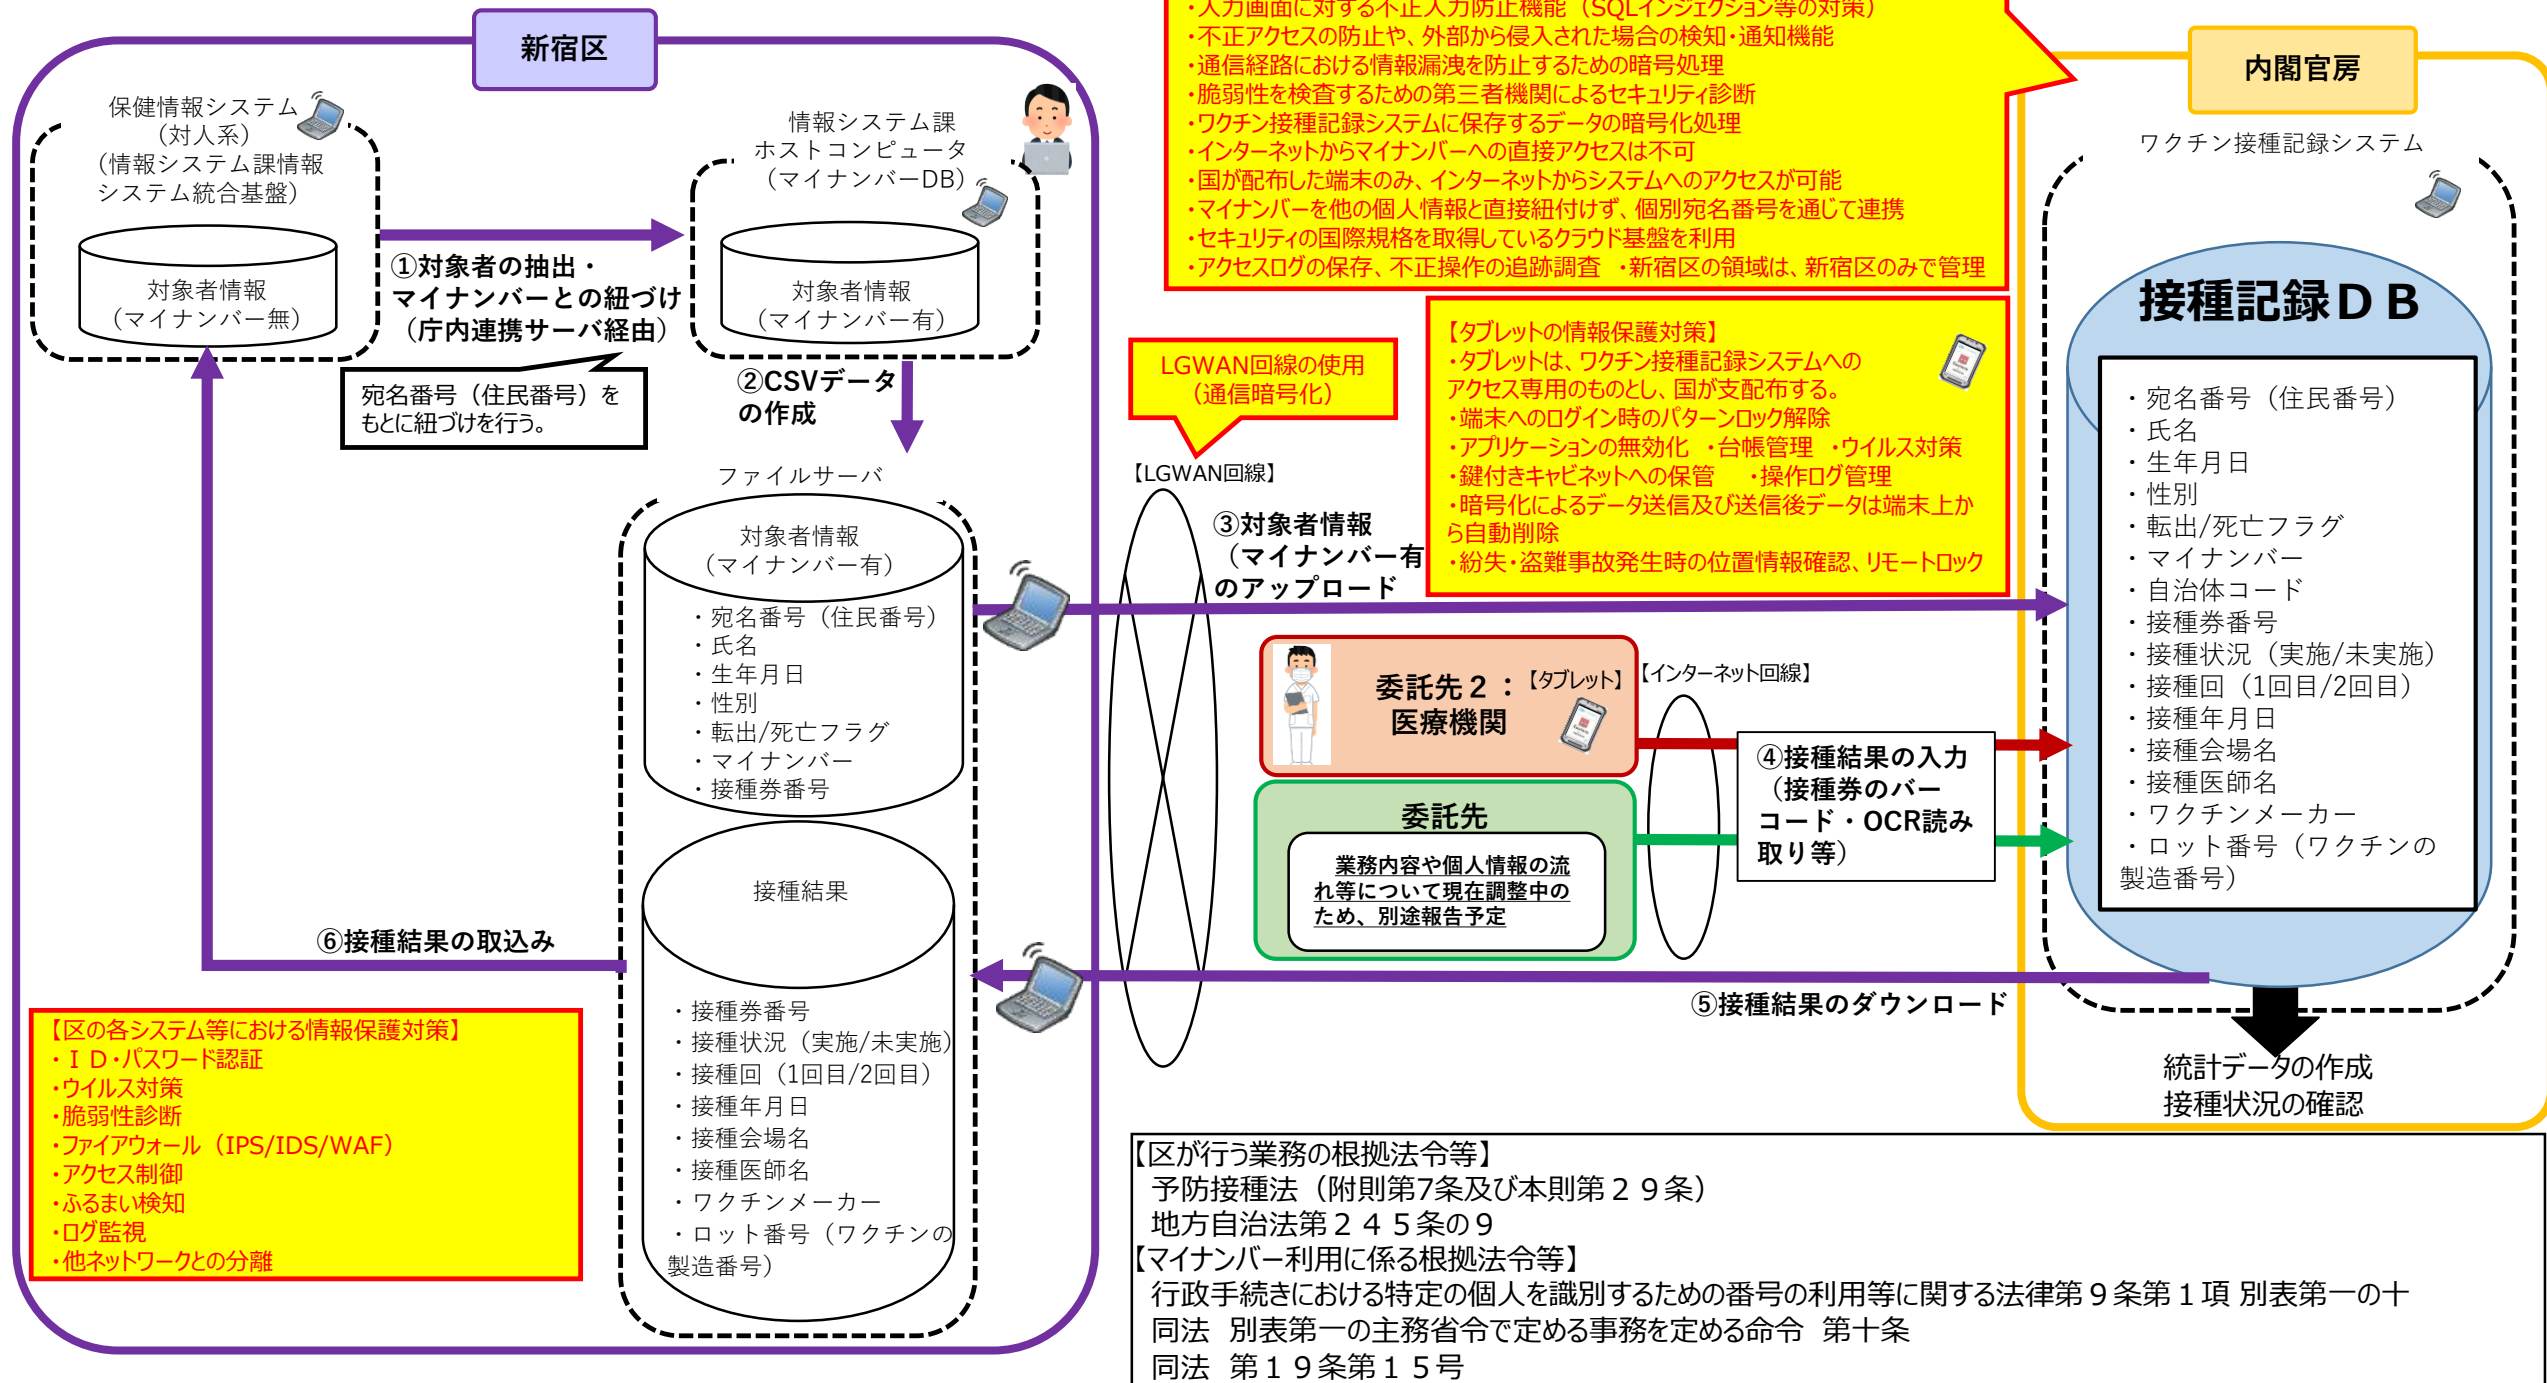 新宿区
保健情報システム
（対人系）
（情報システム課情報
システム統合基盤）
対象者情報
（マイナンバー無）
①対象者の抽出・
マイナンバーとの紐づけ
（庁内連携サーバ経由）
宛名番号（住民番号）を
もとに紐づけを行う。
情報システム課
ホストコンピュータ
（マイナンバーDB）
対象者情報
（マイナンバー有）
②CSVデータ
の作成
ファイルサーバ
対象者情報
（マイナンバー有）
・宛名番号（住民番号）
・氏名
・生年月日
・性別
・転出/死亡フラグ
・マイナンバー
・接種券番号
接種結果
・接種券番号
・接種状況（実施/未実施）
・接種回（1回目/2回目）
・接種年月日
・接種会場名
・接種医師名
・ワクチンメーカー
・ロット番号（ワクチンの
製造番号）
⑥接種結果の取込み
【区の各システム等における情報保護対策】
・ＩＤ・パスワード認証
・ウイルス対策
・脆弱性診断
・ファイアウォール（IPS/IDS/WAF）
・アクセス制御
・ふるまい検知
・ログ監視
・他ネットワークとの分離
・入力画面に対する不正入力防止機能（SQLインジェクション等の対策）
・不正アクセスの防止や、外部から侵入された場合の検知・通知機能
・通信経路における情報漏洩を防止するための暗号処理
・脆弱性を検査するための第三者機関によるセキュリティ診断
・ワクチン接種記録システムに保存するデータの暗号化処理
・インターネットからマイナンバーへの直接アクセスは不可
・国が配布した端末のみ、インターネットからシステムへのアクセスが可能
・マイナンバーを他の個人情報と直接紐付けず、個別宛名番号を通じて連携
・セキュリティの国際規格を取得しているクラウド基盤を利用
・アクセスログの保存、不正操作の追跡調査　・新宿区の領域は、新宿区のみで管理
【タブレットの情報保護対策】
・タブレットは、ワクチン接種記録システムへの
アクセス専用のものとし、国が支配布する。
・端末へのログイン時のパターンロック解除
・アプリケーションの無効化　・台帳管理　・ウイルス対策
・鍵付きキャビネットへの保管　・操作ログ管理
・暗号化によるデータ送信及び送信後データは端末上か
ら自動削除
・紛失・盗難事故発生時の位置情報確認、リモートロック
LGWAN回線の使用
（通信暗号化）
【LGWAN回線】
③対象者情報
（マイナンバー有
のアップロード
委託先２：
医療機関
【タブレット】
【インターネット回線】
委託先
業務内容や個人情報の流
れ等について現在調整中の
ため、別途報告予定
④接種結果の入力
（接種券のバー
コード・OCR読み
取り等）
⑤接種結果のダウンロード
内閣官房
ワクチン接種記録システム
接種記録ＤＢ
・宛名番号（住民番号）
・氏名
・生年月日
・性別
・転出/死亡フラグ
・マイナンバー
・自治体コード
・接種券番号
・接種状況（実施/未実施）
・接種回（1回目/2回目）
・接種年月日
・接種会場名
・接種医師名
・ワクチンメーカー
・ロット番号（ワクチンの
製造番号）
統計データの作成
接種状況の確認
【区が行う業務の根拠法令等】
予防接種法（附則第7条及び本則第２９条）
地方自治法第２４５条の９
【マイナンバー利用に係る根拠法令等】
行政手続きにおける特定の個人を識別するための番号の利用等に関する法律第９条第１項 別表第一の十
同法　別表第一の主務省令で定める事務を定める命令　第十条
同法　第１９条第１５号